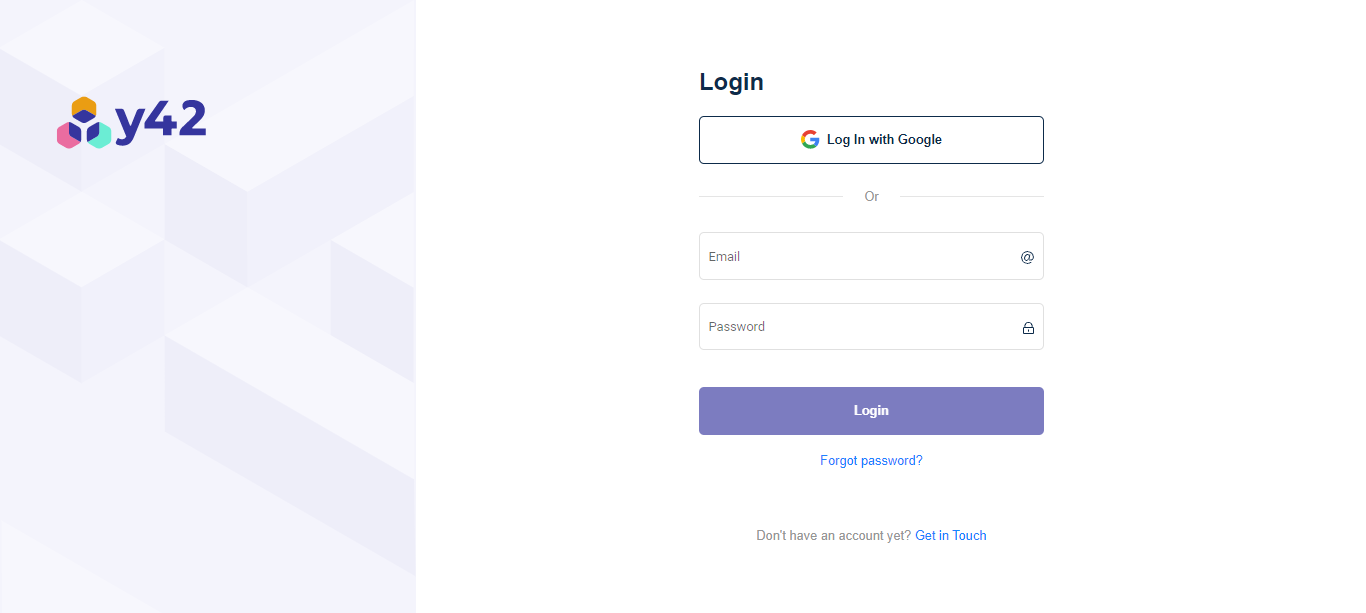 y42
Login
Log In with Google
Or
Email @
Password
Login
Forgot password?
Don't have an account yet? Get in Touch